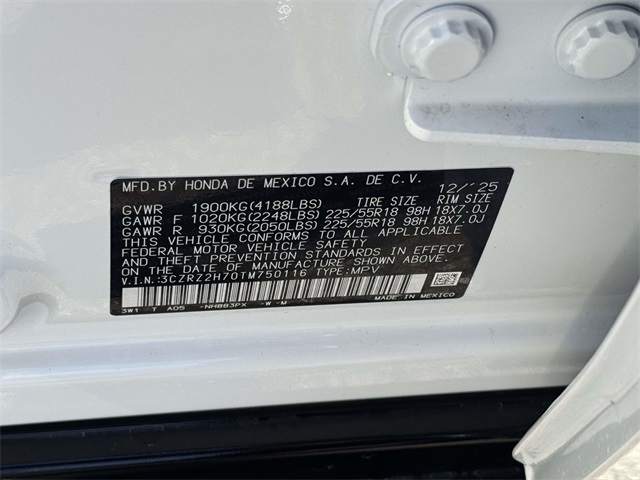 MFD. BY HONDA DE MEXICO S.A. DE C.V. 12/'25
GVWR 1900KG(4188LBS) TIRE SIZE RIM SIZE
GAWR F 1020KG(2248LBS) 225/55R18 98H 18X7.0J
GAWR R 930KG(2050LBS) 225/55R18 98H 18X7.0J
THIS VEHICLE CONFORMS TO ALL APPLICABLE
FEDERAL MOTOR VEHICLE SAFETY
AND THEFT PREVENTION STANDARDS IN EFFECT
ON THE DATE OF MANUFACTURE SHOWN ABOVE.
V.I.N.:3CZRZ2H70TM750116 TYPE:MPV
3W1 T A05 -NH883PX -W-M MADE IN MEXICO